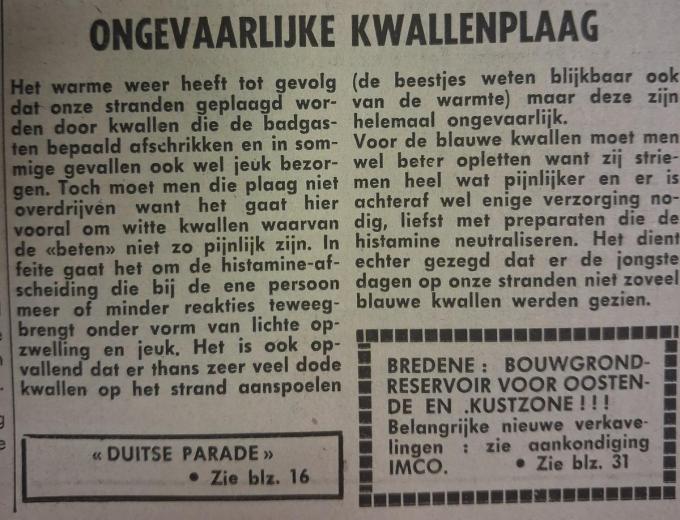 ONGEVAARLIJKE KWALLENPLAAG
Het warme weer heeft tot gevolg
dat onze stranden geplaagd wor-
den door kwallen die de badgas-
ten bepaald afschrikken en in som-
mige gevallen ook wel jeuk bezor-
gen. Toch moet men die plaag niet
overdrijven want het gaat hier
vooral om witte kwallen waarvan
de «beten» niet zo pijnlijk zijn. In
feite gaat het om de histamine-af-
scheiding die bij de ene persoon
meer of minder reakties teweeg-
brengt onder vorm van lichte op-
zwelling en jeuk. Het is ook op-
vallend dat er thans zeer veel dode
kwallen op het strand aanspoelen
« DUITSE PARADE »
• Zie blz. 16
(de beestjes weten blijkbaar ook
van de warmte) maar deze zijn
helemaal ongevaarlijk.
Voor de blauwe kwallen moet men
wel beter opletten want zij strie-
men heel wat pijnlijker en er is
achteraf wel enige verzorging no-
dig, liefst met preparaten die de
histamine neutraliseren. Het dient
echter gezegd dat er de jongste
dagen op onze stranden niet zoveel
blauwe kwallen werden gezien.
BREDENE : BOUWGROND-
RESERVOIR VOOR OOSTEN-
DE EN .KUSTZONE ! ! !
Belangrijke nieuwe verkave-
lingen : zie aankondiging
IMCO. • Zie blz. 31